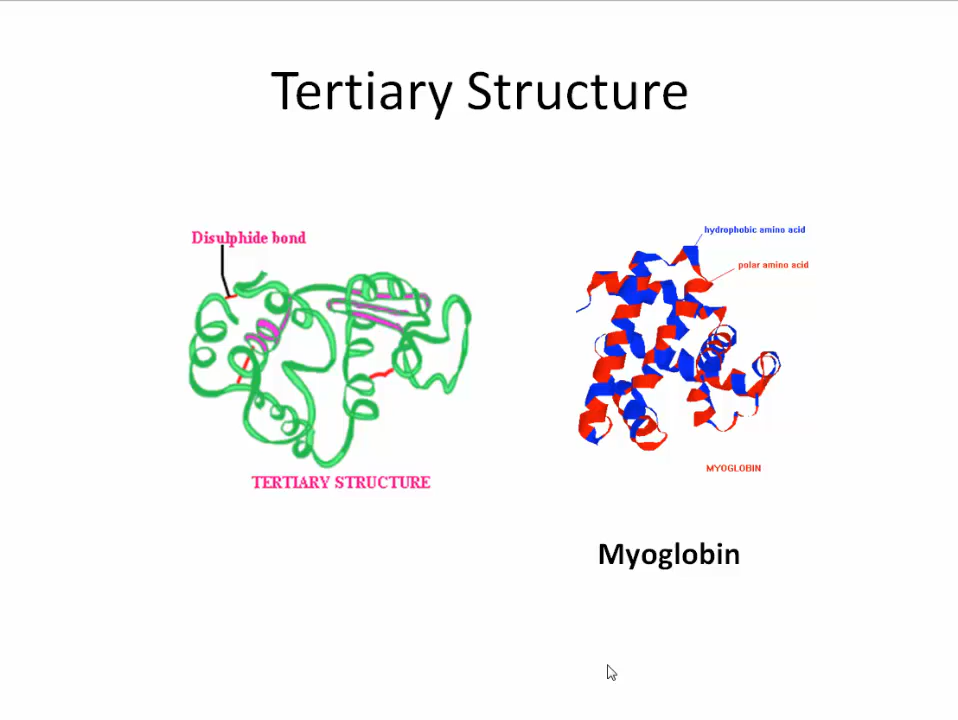 Tertiary Structure
Disulphide bond
TERTIARY STRUCTURE
hydrophobic amino acid
polar amino acid
MYOGLOBIN
Myoglobin